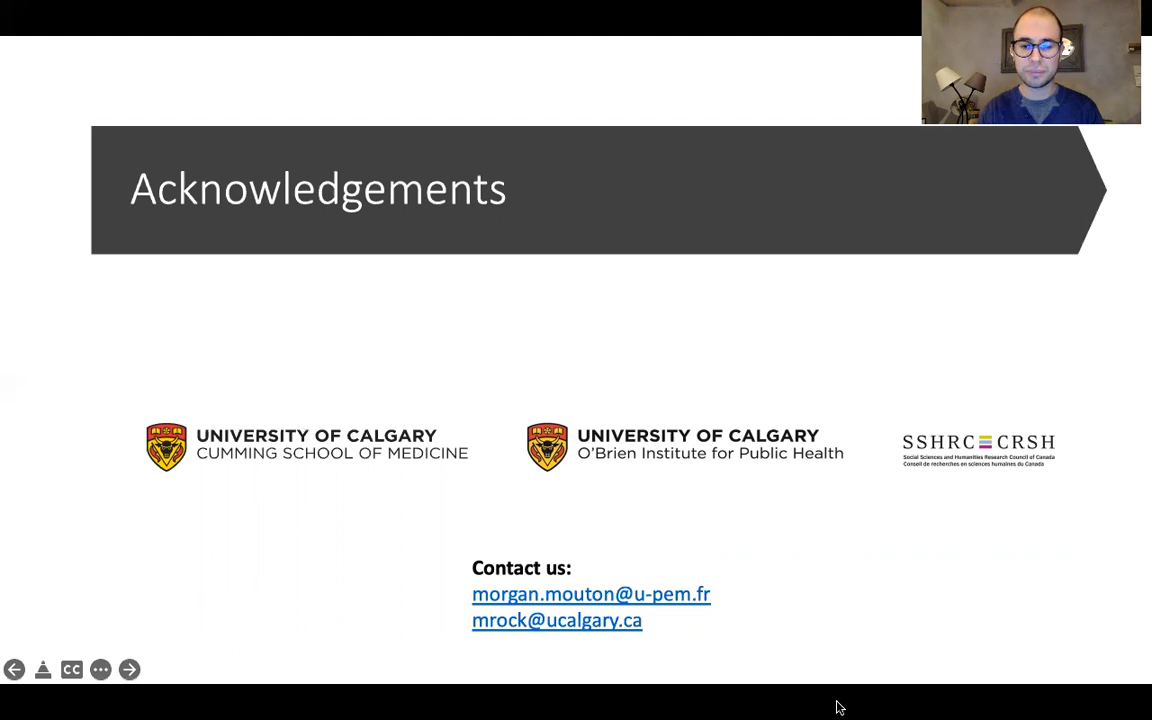 Acknowledgements
UNIVERSITY OF CALGARY
CUMMING SCHOOL OF MEDICINE
UNIVERSITY OF CALGARY
O'Brien Institute for Public Health
SSHRC CRSH
Social Sciences and Humanities Research Council of Canada
Conseil de recherches en sciences humaines du Canada
Contact us:
morgan.mouton@u-pem.fr
mrock@ucalgary.ca
CC